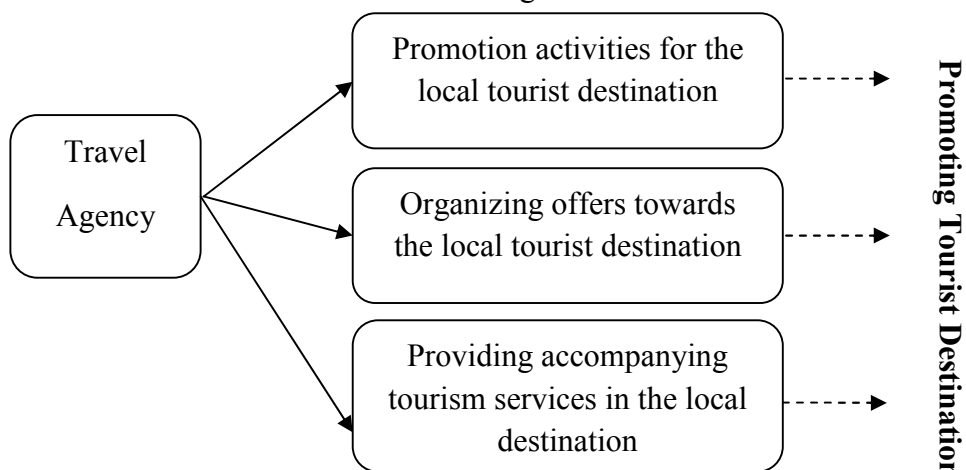 Promotion activities for the
local tourist destination
Travel
Agency
Organizing offers towards
the local tourist destination
Providing accompanying
tourism services in the local
destination
Promoting Tourist Destination